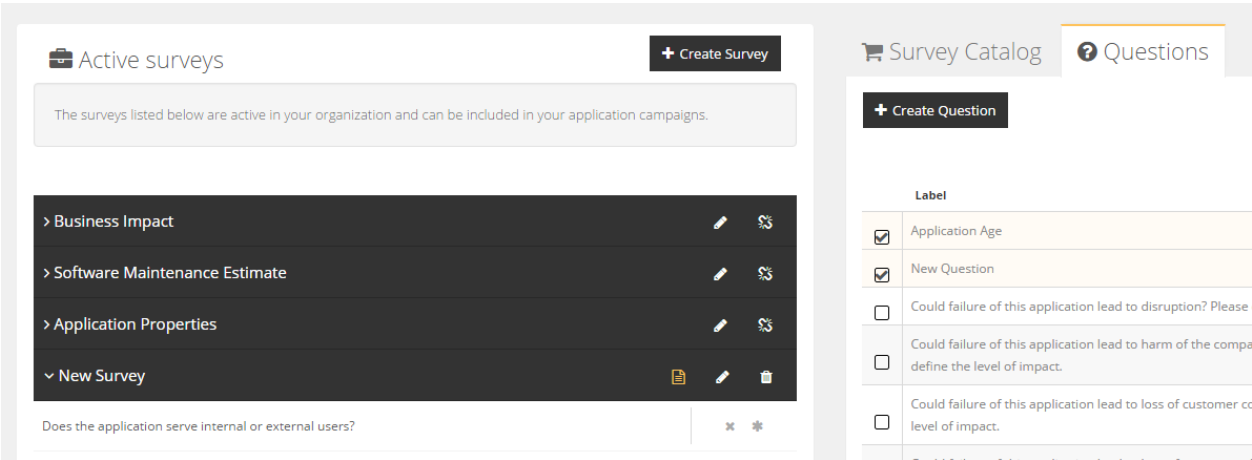 Active surveys
Create Survey
The surveys listed below are active in your organization and can be included in your application campaigns.
Business Impact
Software Maintenance Estimate
Application Properties
New Survey
Does the application serve internal or external users?
Survey Catalog
Questions
Create Question
Label
Application Age
New Question
Could failure of this application lead to disruption? Please
Could failure of this application lead to harm of the compa
define the level of impact.
Could failure of this application lead to loss of customer co
level of impact.